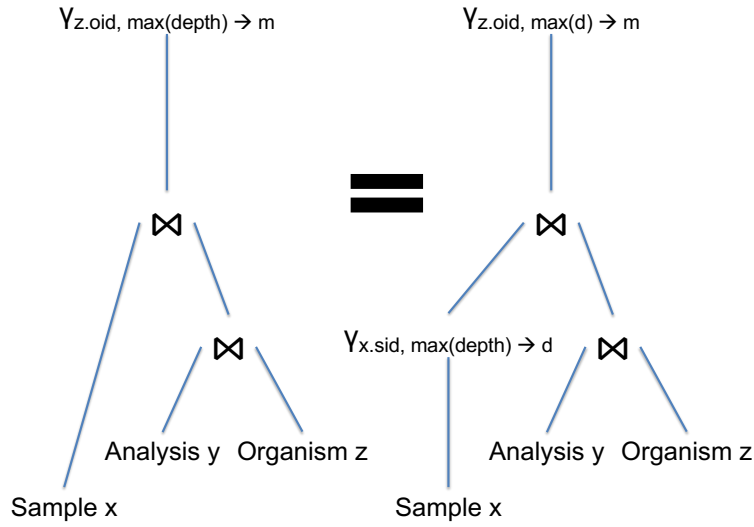 γz.oid, max(depth) → m
γz.oid, max(d) → m
=
⋈
⋈
γx.sid, max(depth) → d
⋈
⋈
Analysis y
Organism z
Analysis y
Organism z
Sample x
Sample x